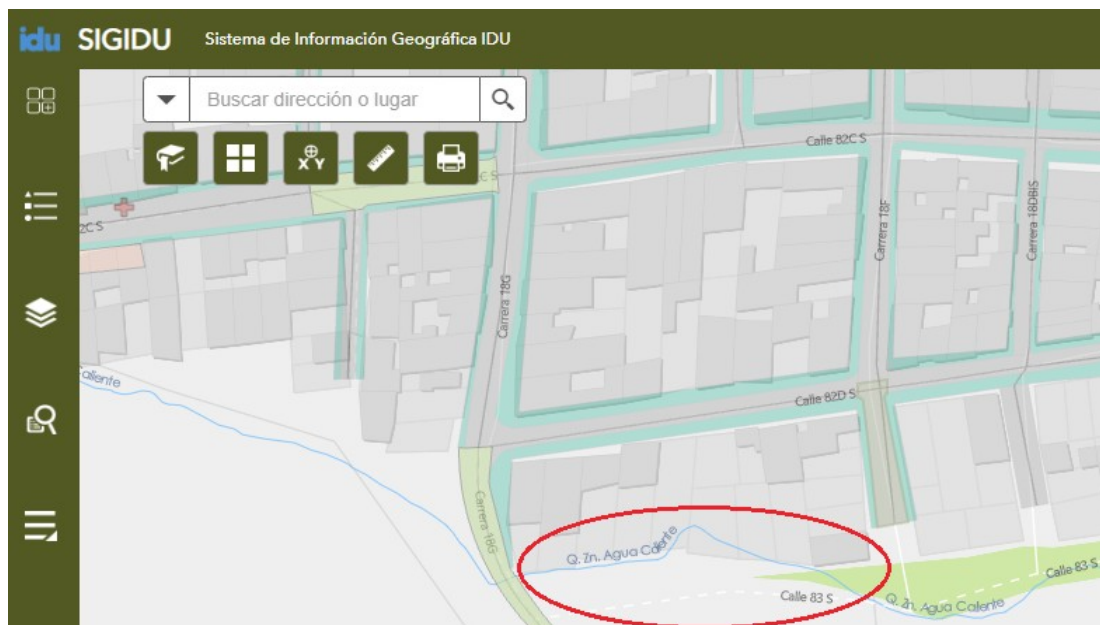 idu SIGIDU Sistema de Información Geográfica IDU
Buscar dirección o lugar
X Y
Calle 82C S
C S
2C S
Carrera 18F
Carrera 18DBIS
Carrera 18G
Caliente
Calle 82D S
Carrera 18G
Q. Zn. Agua Caliente
Calle 83 S
Calle 83 S
Q. Zn. Agua Caliente